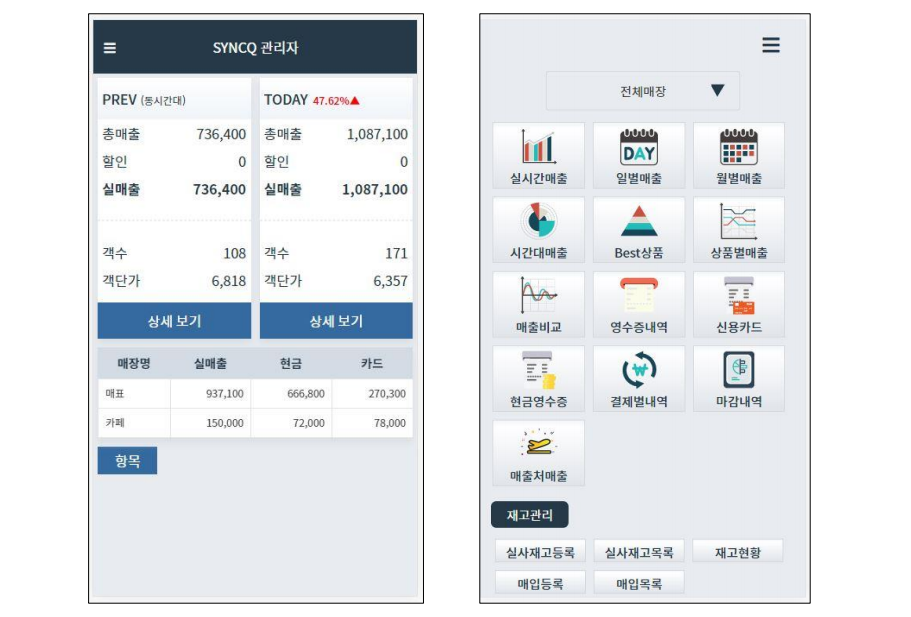 SYNCQ 관리자
PREV (동시간대) TODAY 47.62%▲
총매출 736,400 총매출 1,087,100
할인 0 할인 0
실매출 736,400 실매출 1,087,100
객수 108 객수 171
객단가 6,818 객단가 6,357
상세 보기 상세 보기
매장명 실매출 현금 카드
매표 937,100 666,800 270,300
카페 150,000 72,000 78,000
항목
전체매장 ▼
DAY
실시간매출 일별매출 월별매출
시간대매출 Best상품 상품별매출
매출비교 영수증내역 신용카드
현금영수증 결제별내역 마감내역
매출처매출
재고관리
실사재고등록 실사재고목록 재고현황
매입등록 매입목록